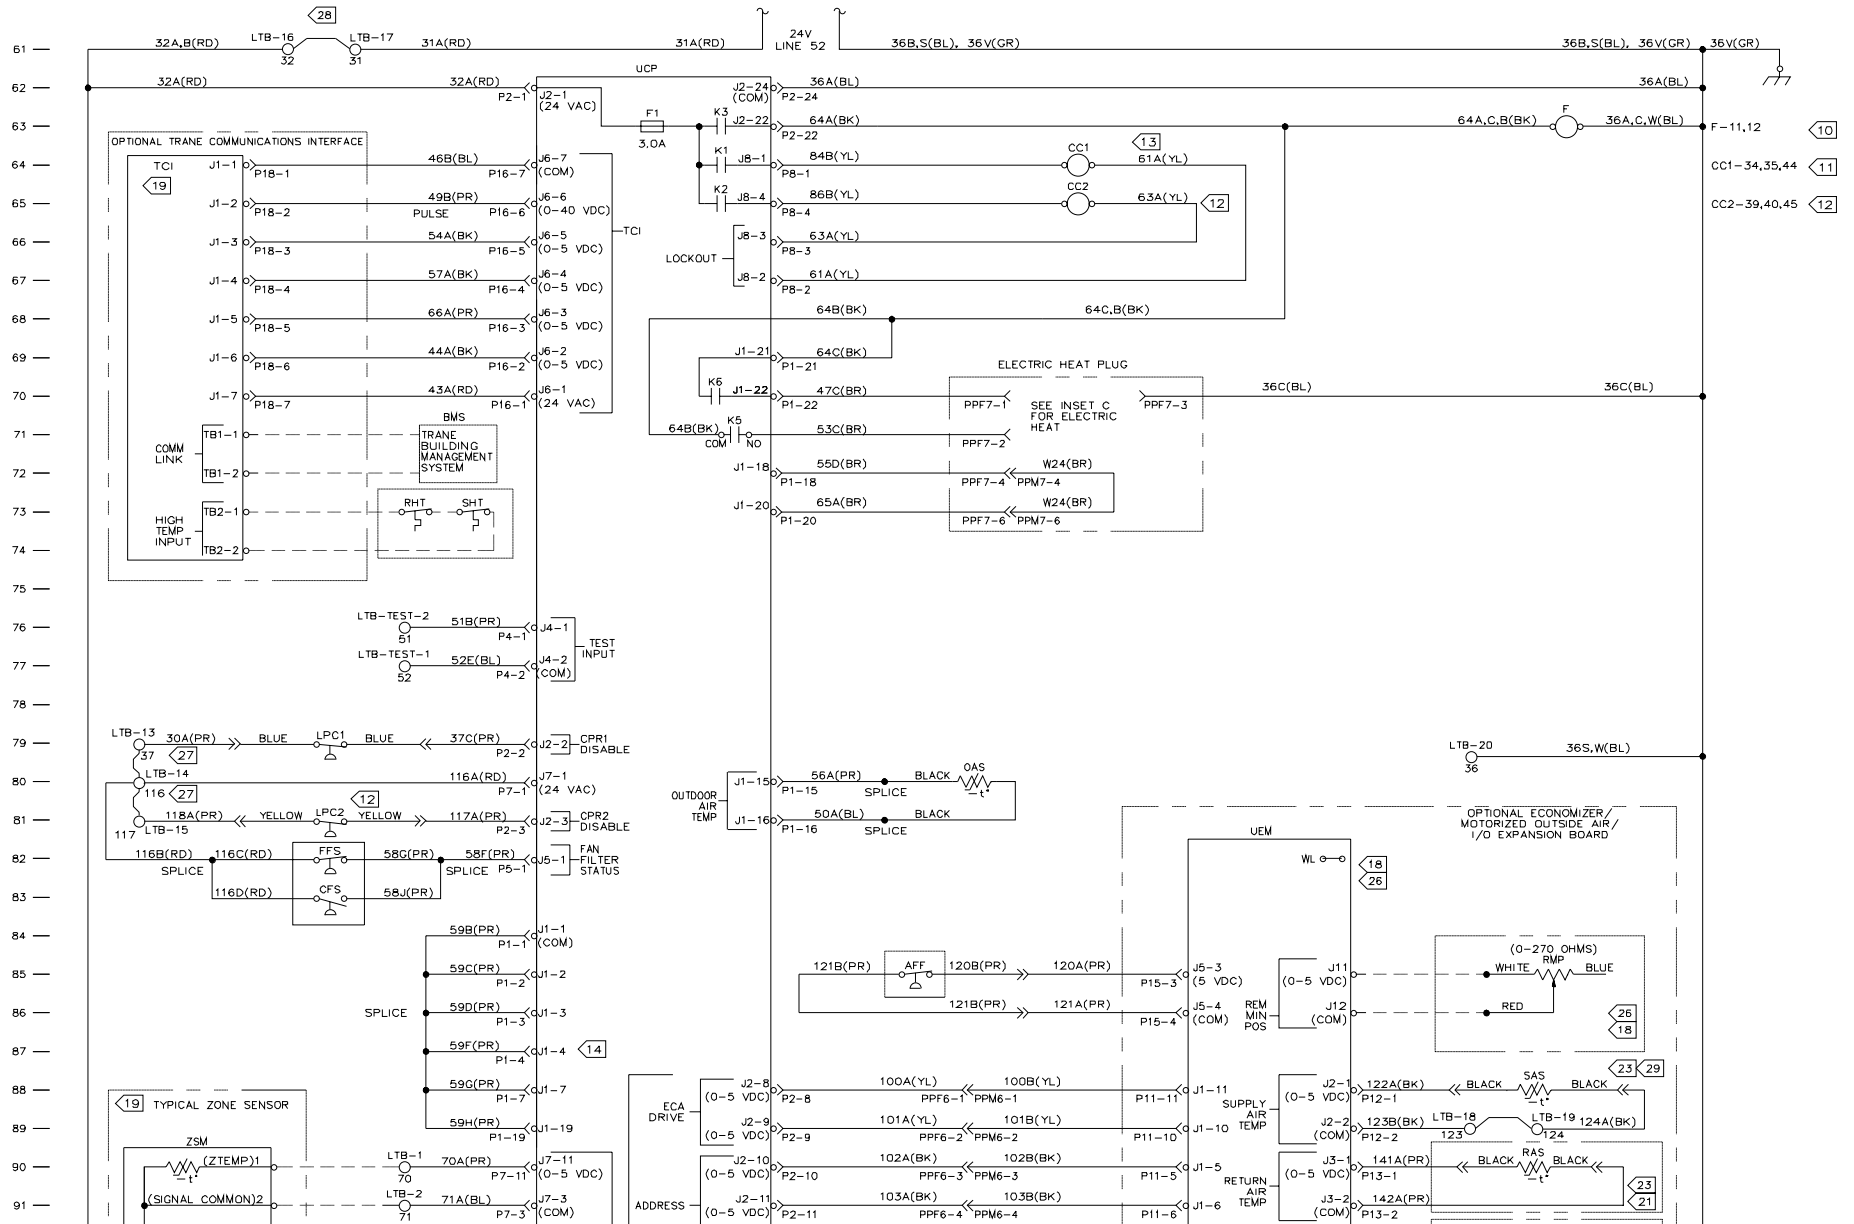 28
61 32A,B(RD) LTB-16 32 LTB-17 31 31A(RD) 31A(RD) 24V LINE 52 36B,S(BL), 36V(GR) 36B,S(BL), 36V(GR) 36V(GR)
UCP
62 32A(RD) 32A(RD) P2-1 J2-1 (24 VAC) J2-24 (COM) P2-24 36A(BL) 36A(BL)
63 F1 3.0A K3 J2-22 P2-22 64A(BK) 64A,C,B(BK) F 36A,C,W(BL) F-11,12 10
OPTIONAL TRANE COMMUNICATIONS INTERFACE
13
64 TCI J1-1 P18-1 46B(BL) P16-7 J6-7 (COM) K1 J8-1 P8-1 84B(YL) CC1 61A(YL) CC1-34,35,44 11
19
65 J1-2 P18-2 49B(PR) PULSE P16-6 J6-6 (0-40 VDC) K2 J8-4 P8-4 86B(YL) CC2 63A(YL) 12 CC2-39,40,45 12
TCI
66 J1-3 P18-3 54A(BK) P16-5 J6-5 (0-5 VDC) J8-3 P8-3 63A(YL)
LOCKOUT
67 J1-4 P18-4 57A(BK) P16-4 J6-4 (0-5 VDC) J8-2 P8-2 61A(YL)
68 J1-5 P18-5 66A(PR) P16-3 J6-3 (0-5 VDC) 64B(BK) 64C,B(BK)
69 J1-6 P18-6 44A(BK) P16-2 J6-2 (0-5 VDC) J1-21 P1-21 64C(BK)
ELECTRIC HEAT PLUG
70 J1-7 P18-7 43A(RD) P16-1 J6-1 (24 VAC) K6 J1-22 P1-22 47C(BR) PPF7-1 PPF7-3 36C(BL) 36C(BL)
SEE INSET C
FOR ELECTRIC
HEAT
BMS
71 TB1-1 TRANE BUILDING MANAGEMENT SYSTEM 64B(BK) COM K5 NO 53C(BR) PPF7-2
COMM LINK
72 TB1-2 J1-18 P1-18 55D(BR) PPF7-4 PPM7-4 W24(BR)
73 TB2-1 RHT SHT J1-20 P1-20 65A(BR) PPF7-6 PPM7-6 W24(BR)
HIGH TEMP INPUT
74 TB2-2
75
76 LTB-TEST-2 51 51B(PR) P4-1 J4-1
TEST INPUT
77 LTB-TEST-1 52 52E(BL) P4-2 J4-2 (COM)
78
79 LTB-13 37 30A(PR) 27 BLUE LPC1 BLUE 37C(PR) P2-2 J2-2 CPR1 DISABLE LTB-20 36 36S,W(BL)
80 LTB-14 116 27 116A(RD) P7-1 J7-1 (24 VAC) J1-15 P1-15 56A(PR) SPLICE BLACK OAS -t°
OUTDOOR AIR TEMP
12
81 117 LTB-15 118A(PR) YELLOW LPC2 YELLOW 117A(PR) P2-3 J2-3 CPR2 DISABLE J1-16 P1-16 50A(BL) SPLICE BLACK
OPTIONAL ECONOMIZER/
MOTORIZED OUTSIDE AIR/
I/O EXPANSION BOARD
UEM
82 116B(RD) SPLICE 116C(RD) FFS 58G(PR) SPLICE 58F(PR) P5-1 J5-1 FAN FILTER STATUS WL 18
26
83 116D(RD) CFS 58J(PR)
84 59B(PR) P1-1 J1-1 (COM)
85 59C(PR) P1-2 J1-2 121B(PR) AFF 120B(PR) 120A(PR) P15-3 J5-3 (5 VDC) (0-5 VDC) J11 WHITE (0-270 OHMS) RMP BLUE
86 SPLICE 59D(PR) P1-3 J1-3 121B(PR) 121A(PR) P15-4 J5-4 (COM) REM MIN POS J12 (COM) RED 26
18
87 59F(PR) P1-4 J1-4 14
23 29
88 59G(PR) P1-7 J1-7 J2-8 (0-5 VDC) P2-8 100A(YL) PPF6-1 PPM6-1 100B(YL) P11-11 J1-11 J2-1 (0-5 VDC) P12-1 122A(BK) BLACK SAS -t° BLACK
19 TYPICAL ZONE SENSOR
ECA DRIVE
SUPPLY AIR TEMP
89 59H(PR) P1-19 J1-19 J2-9 (0-5 VDC) P2-9 101A(YL) PPF6-2 PPM6-2 101B(YL) P11-10 J1-10 J2-2 (COM) P12-2 123B(BK) LTB-18 123 LTB-19 124 124A(BK)
ZSM
90 -t° (ZTEMP)1 LTB-1 70 70A(PR) P7-11 J7-11 (0-5 VDC) J2-10 (0-5 VDC) P2-10 102A(BK) PPF6-3 PPM6-3 102B(BK) P11-5 J1-5 J3-1 (0-5 VDC) P13-1 141A(PR) BLACK RAS -t° BLACK
RETURN AIR TEMP
23
21
91 (SIGNAL COMMON)2 LTB-2 71 71A(BL) P7-3 J7-3 (COM) ADDRESS J2-11 (0-5 VDC) P2-11 103A(BK) PPF6-4 PPM6-4 103B(BK) P11-6 J1-6 J3-2 (COM) P13-2 142A(PR)